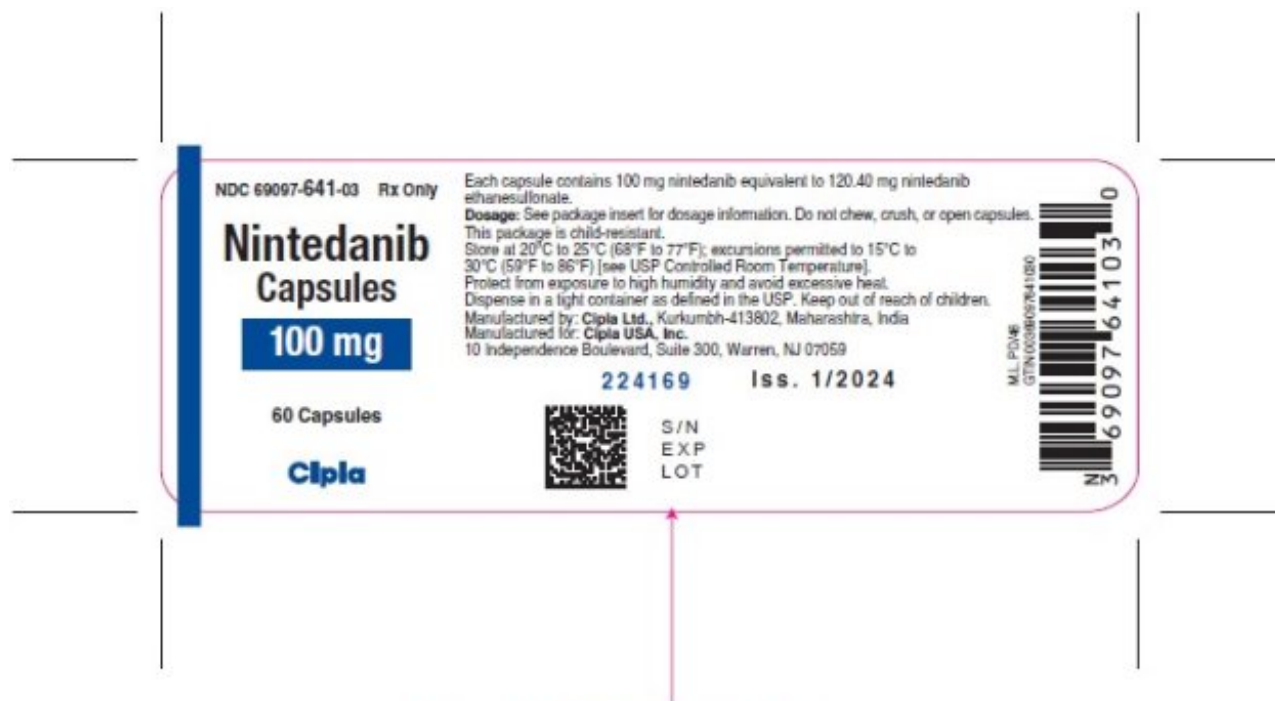 NDC 69097-641-03 Rx Only
Nintedanib
Capsules
100 mg
60 Capsules
Cipla
Each capsule contains 100 mg nintedanib equivalent to 120.40 mg nintedanib
ethanesulfonate.
Dosage: See package insert for dosage information. Do not chew, crush, or open capsules.
This package is child-resistant.
Store at 20°C to 25°C (68°F to 77°F); excursions permitted to 15°C to
30°C (59°F to 86°F) [see USP Controlled Room Temperature].
Protect from exposure to high humidity and avoid excessive heat.
Dispense in a tight container as defined in the USP. Keep out of reach of children.
Manufactured by: Cipla Ltd., Kurkumbh-413802, Maharashtra, India
Manufactured for: Cipla USA, Inc.
10 Independence Boulevard, Suite 300, Warren, NJ 07059
224169 Iss. 1/2024
S/N
EXP
LOT
M.L. PD/46
GTIN 00369097641030
N
3 69097 64103 0